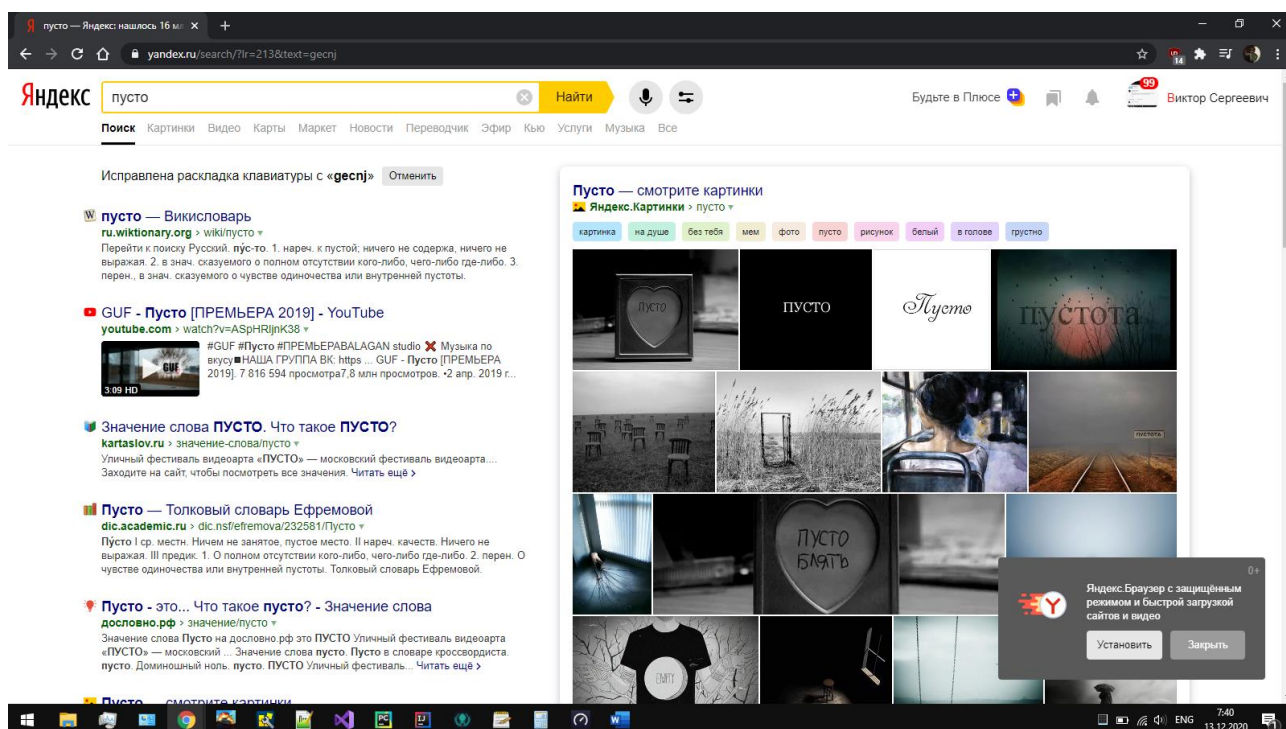 пусто — Яндекс: нашлось 16 мл
yandex.ru/search/?lr=213&text=gecnj
14
Яндекс
пусто
Найти
Будьте в Плюсе
99
Виктор Сергеевич
Поиск Картинки Видео Карты Маркет Новости Переводчик Эфир Кью Услуги Музыка Все
Исправлена раскладка клавиатуры с «gecnj» Отменить
W пусто — Викисловарь
ru.wiktionary.org › wiki/пусто
Перейти к поиску Русский. пу́с-то. 1. нареч. к пустой; ничего не содержа, ничего не
выражая. 2. в знач. сказуемого о полном отсутствии кого-либо, чего-либо где-либо. 3.
перен., в знач. сказуемого о чувстве одиночества или внутренней пустоты.
GUF - Пусто [ПРЕМЬЕРА 2019] - YouTube
youtube.com › watch?v=ASpHRIjnK38
GUF
3:09 HD
#GUF #Пусто #ПРЕМЬЕРАBALAGAN studio ❌ Музыка по
вкусу■НАША ГРУППА ВК: https ... GUF - Пусто [ПРЕМЬЕРА
2019]. 7 816 594 просмотра7,8 млн просмотров. •2 апр. 2019 г...
Значение слова ПУСТО. Что такое ПУСТО?
kartaslov.ru › значение-слова/пусто
Уличный фестиваль видеоарта «ПУСТО» — московский фестиваль видеоарта....
Заходите на сайт, чтобы посмотреть все значения. Читать ещё ›
Пусто — Толковый словарь Ефремовой
dic.academic.ru › dic.nsf/efremova/232581/Пусто
Пу́сто I ср. местн. Ничем не занятое, пустое место. II нареч. качеств. Ничего не
выражая. III предик. 1. О полном отсутствии кого-либо, чего-либо где-либо. 2. перен. О
чувстве одиночества или внутренней пустоты. Толковый словарь Ефремовой.
Пусто - это... Что такое пусто? - Значение слова
дословно.рф › значение/пусто
Значение слова Пусто на дословно.рф это ПУСТО Уличный фестиваль видеоарта
«ПУСТО» — московский ... Значение слова пусто. Пусто в словаре кроссвордиста.
пусто. Доминошный ноль. пусто. ПУСТО Уличный фестиваль... Читать ещё ›
Пусто — смотрите картинки
Пусто — смотрите картинки
Яндекс.Картинки › пусто
картинка на душе без тебя мем фото пусто рисунок белый в голове грустно
ПУСТО
ПУСТО
Пусто
пустота
ПУСТОТА
ПУСТО
БЛЯТЬ
EMPTY
0+
Яндекс.Браузер с защищённым
режимом и быстрой загрузкой
сайтов и видео
Установить Закрыть
ENG
7:40
13.12.2020
1